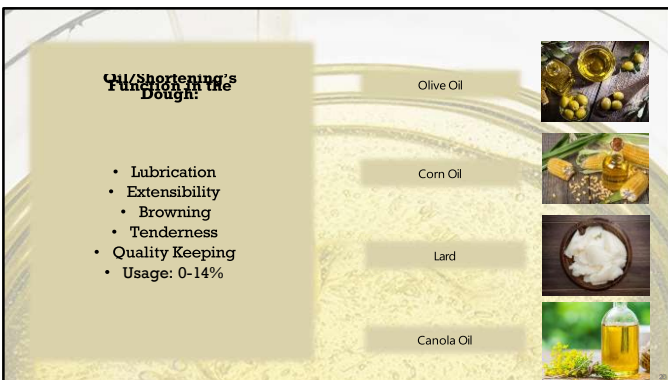 Oil/Shortening's
Function in the
Dough:
• Lubrication
• Extensibility
• Browning
• Tenderness
• Quality Keeping
• Usage: 0-14%
Olive Oil
Corn Oil
Lard
Canola Oil